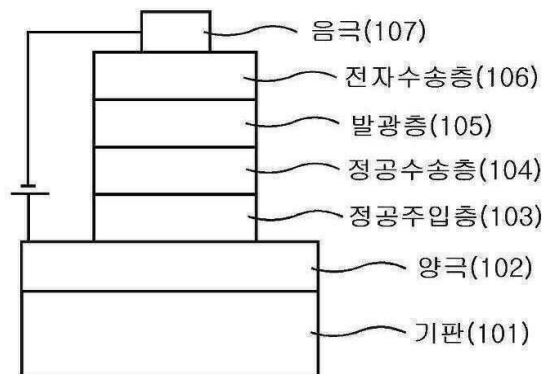 음극(107)
전자수송층(106)
발광층(105)
정공수송층(104)
정공주입층(103)
양극(102)
기판(101)